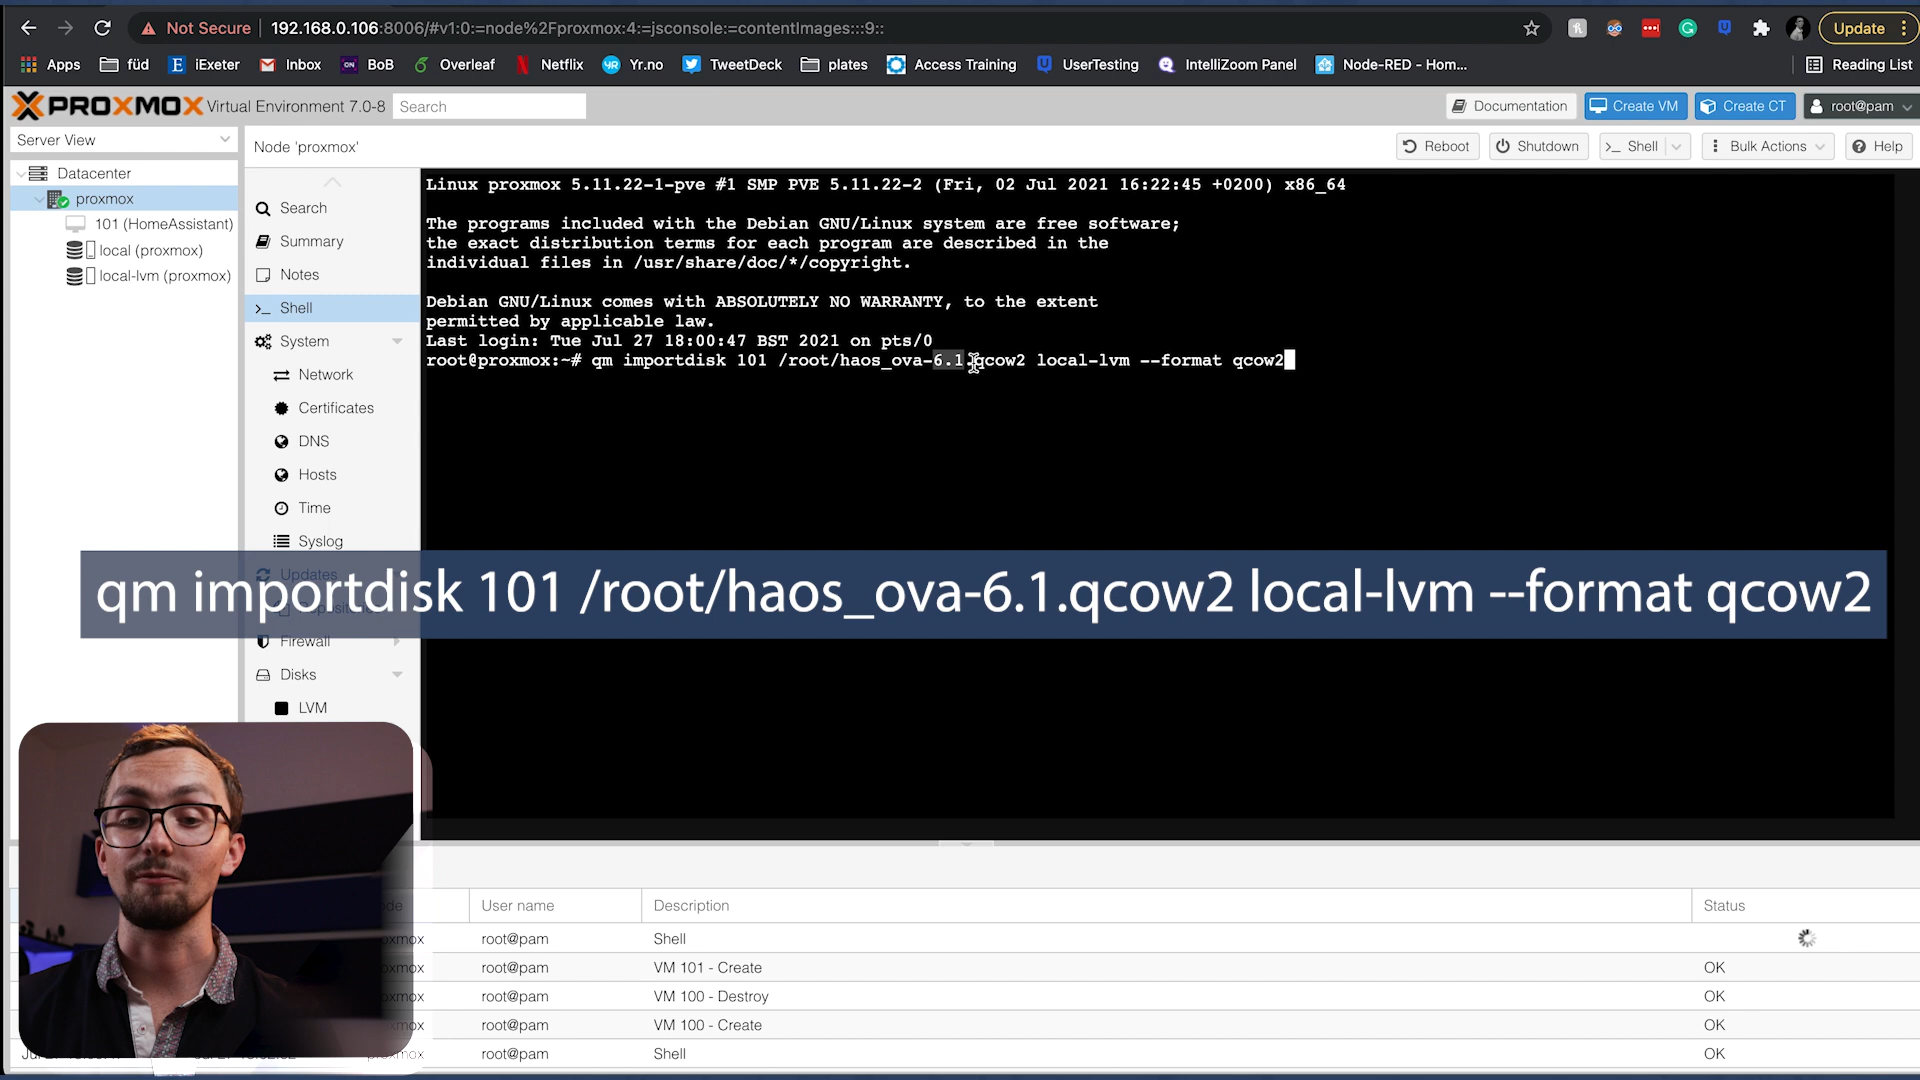 Not Secure 192.168.0.106:8006/#v1:0:=node%2Fproxmox:4:=jsconsole:=contentImages:::9:: Update
Apps füd iExeter Inbox BoB Overleaf Netflix Yr.no TweetDeck plates Access Training UserTesting IntelliZoom Panel Node-RED - Hom... Reading List
PROXMOX Virtual Environment 7.0-8 Search Documentation Create VM Create CT root@pam
Server View Node 'proxmox' Reboot Shutdown Shell Bulk Actions Help
Datacenter
proxmox
101 (HomeAssistant)
local (proxmox)
local-lvm (proxmox)
Search
Summary
Notes
Shell
System
Network
Certificates
DNS
Hosts
Time
Syslog
Updates
Firewall
Disks
LVM
Linux proxmox 5.11.22-1-pve #1 SMP PVE 5.11.22-2 (Fri, 02 Jul 2021 16:22:45 +0200) x86_64
The programs included with the Debian GNU/Linux system are free software;
the exact distribution terms for each program are described in the
individual files in /usr/share/doc/*/copyright.
Debian GNU/Linux comes with ABSOLUTELY NO WARRANTY, to the extent
permitted by applicable law.
Last login: Tue Jul 27 18:00:47 BST 2021 on pts/0
root@proxmox:~# qm importdisk 101 /root/haos_ova-6.1.qcow2 local-lvm --format qcow2
qm importdisk 101 /root/haos_ova-6.1.qcow2 local-lvm --format qcow2
User name Description Status
root@pam Shell
root@pam VM 101 - Create OK
root@pam VM 100 - Destroy OK
root@pam VM 100 - Create OK
root@pam Shell OK